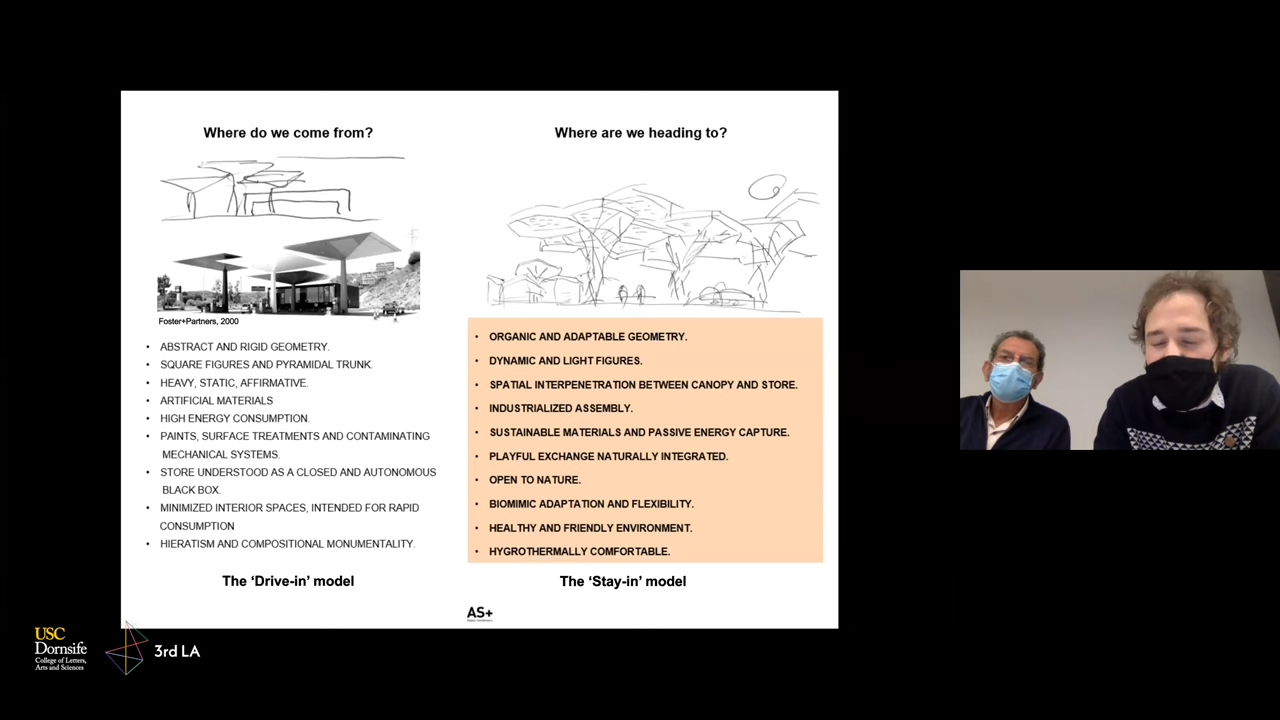 Where do we come from?
Foster+Partners, 2000
• ABSTRACT AND RIGID GEOMETRY.
• SQUARE FIGURES AND PYRAMIDAL TRUNK.
• HEAVY, STATIC, AFFIRMATIVE.
• ARTIFICIAL MATERIALS
• HIGH ENERGY CONSUMPTION.
• PAINTS, SURFACE TREATMENTS AND CONTAMINATING
MECHANICAL SYSTEMS.
• STORE UNDERSTOOD AS A CLOSED AND AUTONOMOUS
BLACK BOX.
• MINIMIZED INTERIOR SPACES, INTENDED FOR RAPID
CONSUMPTION
• HIERATISM AND COMPOSITIONAL MONUMENTALITY.
The ‘Drive-in’ model
Where are we heading to?
• ORGANIC AND ADAPTABLE GEOMETRY.
• DYNAMIC AND LIGHT FIGURES.
• SPATIAL INTERPENETRATION BETWEEN CANOPY AND STORE.
• INDUSTRIALIZED ASSEMBLY.
• SUSTAINABLE MATERIALS AND PASSIVE ENERGY CAPTURE.
• PLAYFUL EXCHANGE NATURALLY INTEGRATED.
• OPEN TO NATURE.
• BIOMIMIC ADAPTATION AND FLEXIBILITY.
• HEALTHY AND FRIENDLY ENVIRONMENT.
• HYGROTHERMALLY COMFORTABLE.
The ‘Stay-in’ model
AS+
USC
Dornsife
College of Letters,
Arts and Sciences
3rd LA